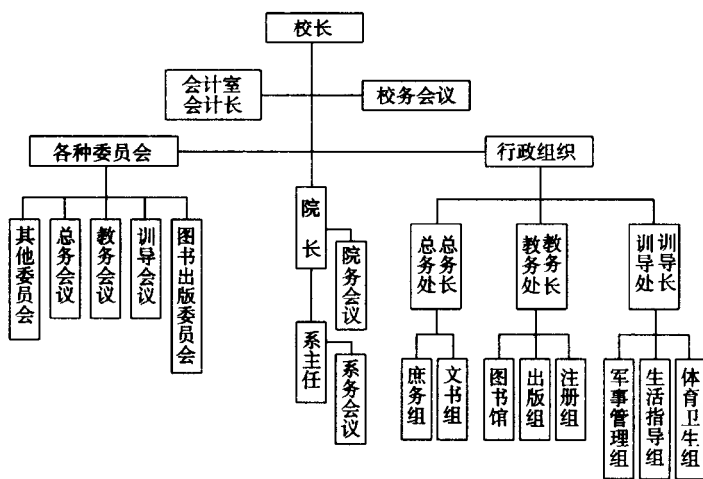 校长
会计室
会计长
校务会议
各种委员会
行政组织
其他委员会
总务会议
教务会议
训导会议
图书出版委员会
院长
院务会议
系主任
系务会议
总务处
总务长
教务处
教务长
训导处
训导长
庶务组
文书组
图书馆
出版组
注册组
军事管理组
生活指导组
体育卫生组